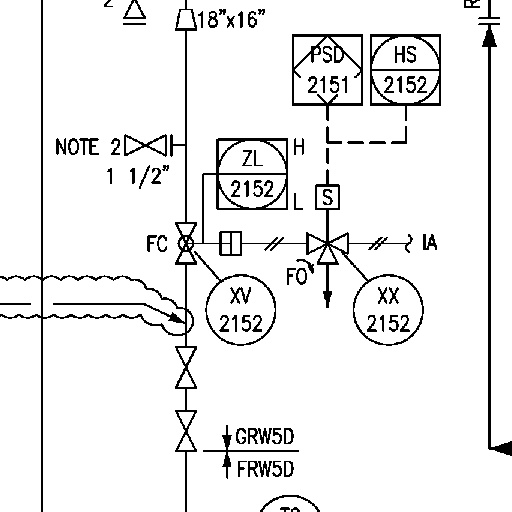 2
18"x16"
PSD
2151
HS
2152
NOTE 2
1 1/2"
ZL
2152
H
L
S
FC
IA
FO
XV
2152
XX
2152
GRW5D
FRW5D